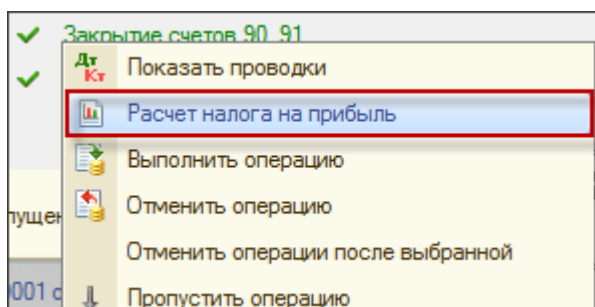 Закрытие счетов 90, 91
Дт
Кт
Показать проводки
Расчет налога на прибыль
Выполнить операцию
Отменить операцию
Отменить операции после выбранной
Пропустить операцию